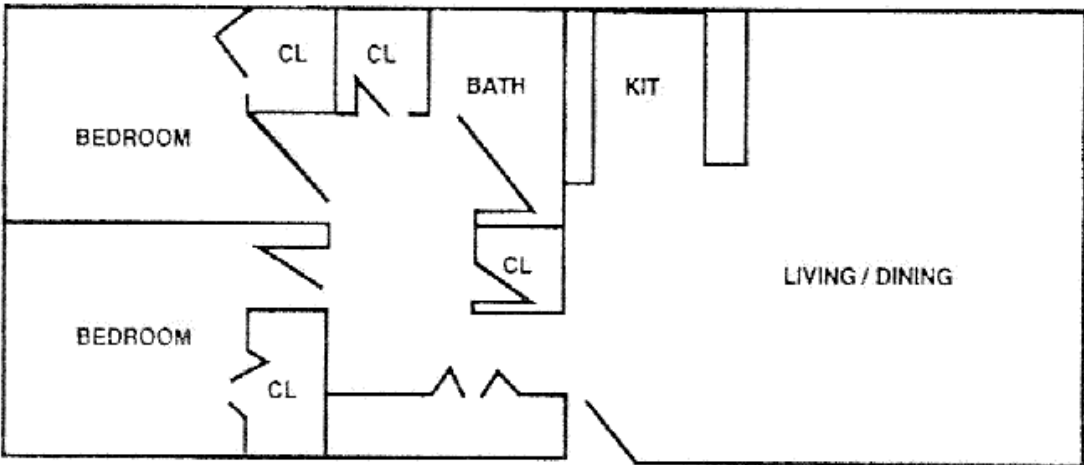 CL
CL
BATH
KIT
BEDROOM
CL
LIVING / DINING
BEDROOM
CL